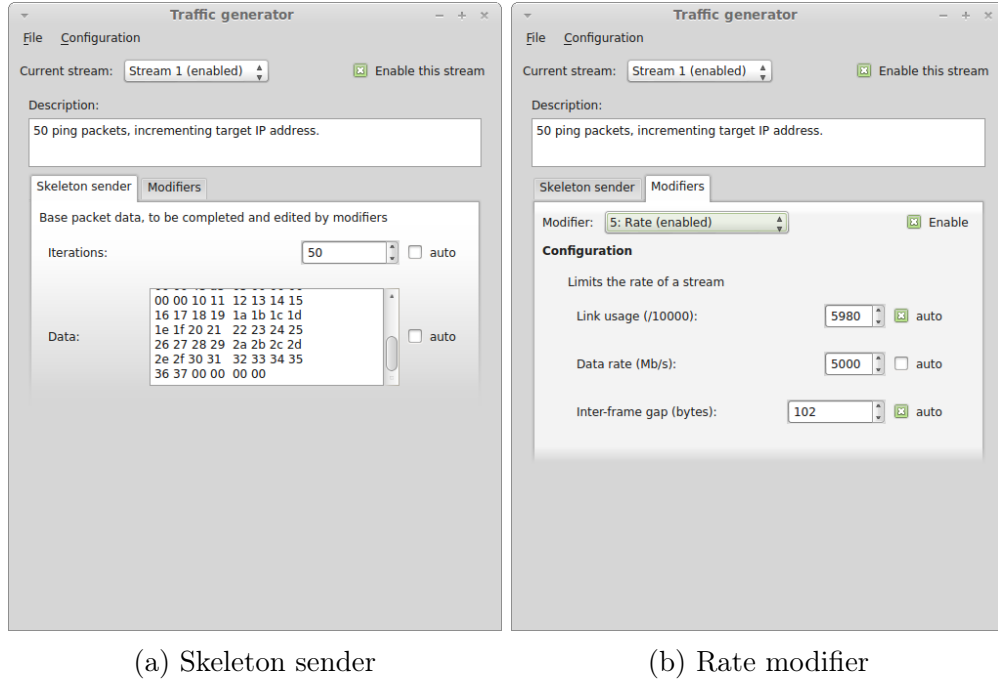 Traffic generator
File Configuration
Current stream: Stream 1 (enabled) Enable this stream
Description:
50 ping packets, incrementing target IP address.
Skeleton sender Modifiers
Base packet data, to be completed and edited by modifiers
Iterations: 50 auto
00 00 10 11 12 13 14 15
16 17 18 19 1a 1b 1c 1d
1e 1f 20 21 22 23 24 25
Data: auto
26 27 28 29 2a 2b 2c 2d
2e 2f 30 31 32 33 34 35
36 37 00 00 00 00
(a) Skeleton sender
Traffic generator
File Configuration
Current stream: Stream 1 (enabled) Enable this stream
Description:
50 ping packets, incrementing target IP address.
Skeleton sender Modifiers
Modifier: 5: Rate (enabled) Enable
Configuration
Limits the rate of a stream
Link usage (/10000): 5980 auto
Data rate (Mb/s): 5000 auto
Inter-frame gap (bytes): 102 auto
(b) Rate modifier